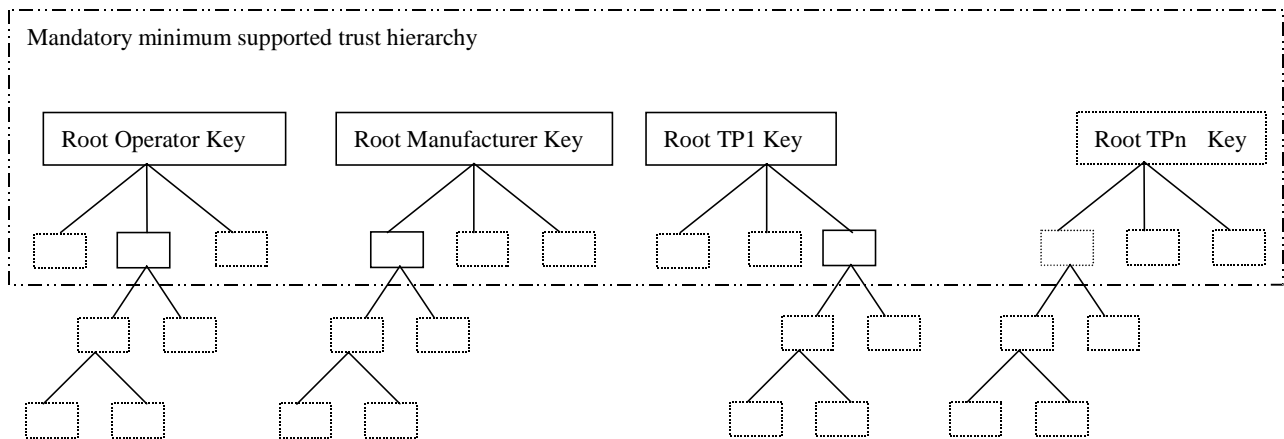 Mandatory minimum supported trust hierarchy
Root Operator Key
Root Manufacturer Key
Root TP1 Key
Root TPn Key